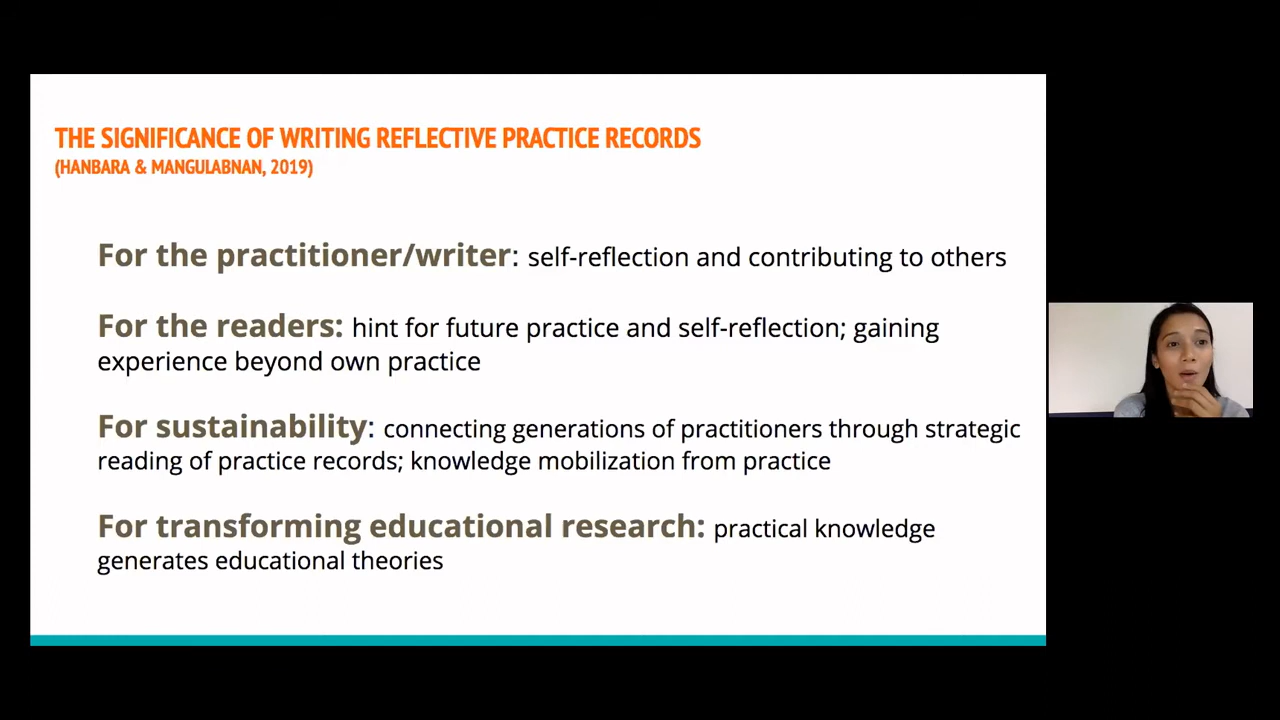 THE SIGNIFICANCE OF WRITING REFLECTIVE PRACTICE RECORDS
(HANBARA & MANGULABNAN, 2019)
For the practitioner/writer: self-reflection and contributing to others
For the readers: hint for future practice and self-reflection; gaining
experience beyond own practice
For sustainability: connecting generations of practitioners through strategic
reading of practice records; knowledge mobilization from practice
For transforming educational research: practical knowledge
generates educational theories